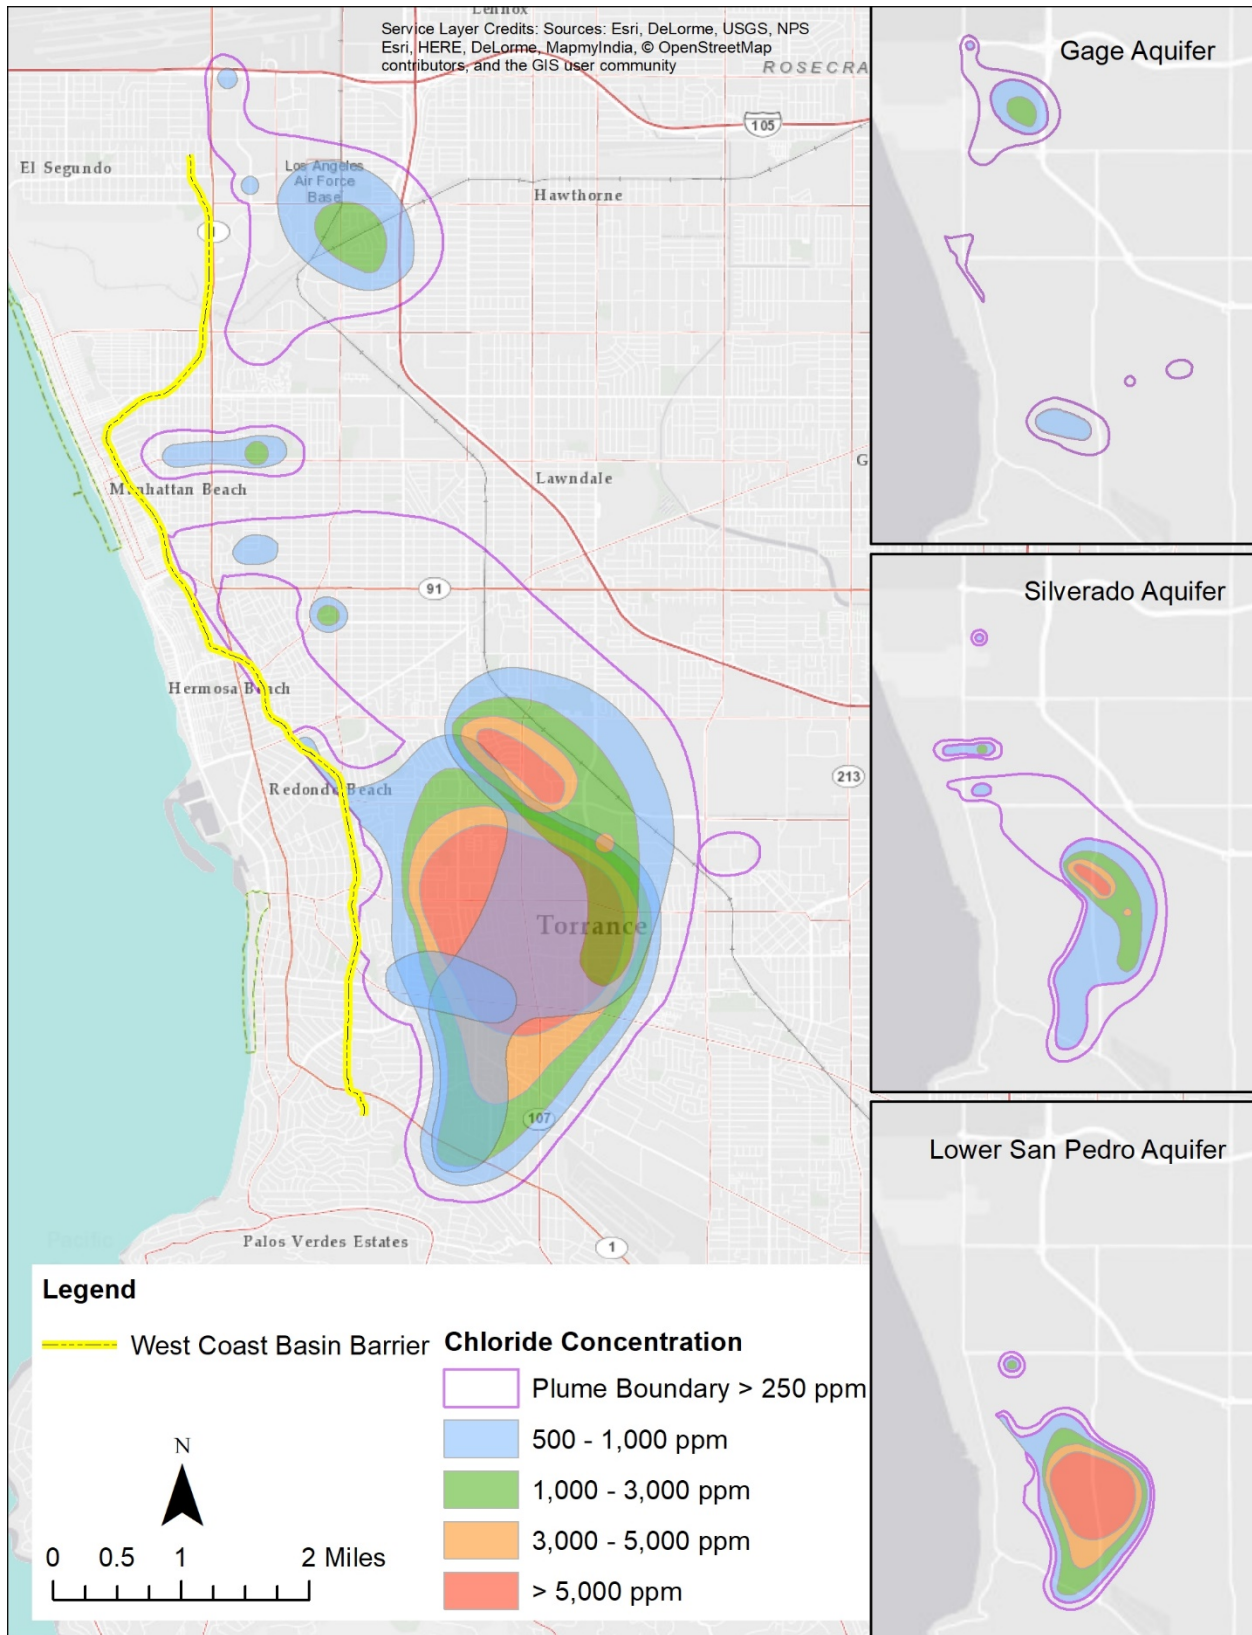 Lennox
Service Layer Credits: Sources: Esri, DeLorme, USGS, NPS
Esri, HERE, DeLorme, MapmyIndia, © OpenStreetMap
contributors, and the GIS user community
ROSECRA
105
El Segundo
Los Angeles
Air Force
Base
Hawthorne
Lawndale
G
Manhattan Beach
91
Hermosa Beach
213
Redondo Beach
Torrance
107
Palos Verdes Estates
1
Pacific
Gage Aquifer
Silverado Aquifer
Lower San Pedro Aquifer
Legend
West Coast Basin Barrier
Chloride Concentration
Plume Boundary > 250 ppm
500 - 1,000 ppm
1,000 - 3,000 ppm
3,000 - 5,000 ppm
> 5,000 ppm
N
0 0.5 1 2 Miles